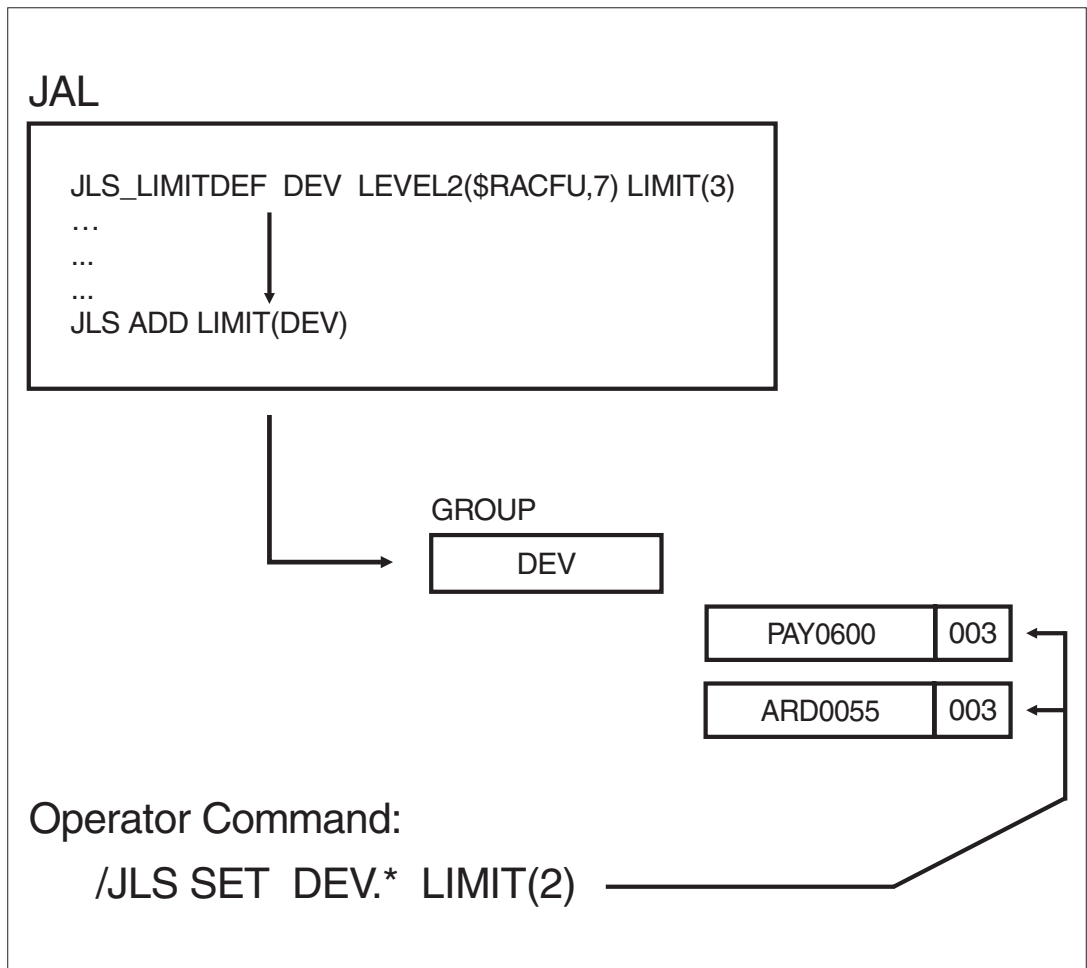 JAL
JLS_LIMITDEF DEV LEVEL2($RACFU,7) LIMIT(3)
...
...
...
JLS ADD LIMIT(DEV)
GROUP
DEV
PAY0600 003
ARD0055 003
Operator Command:
/JLS SET DEV.* LIMIT(2)